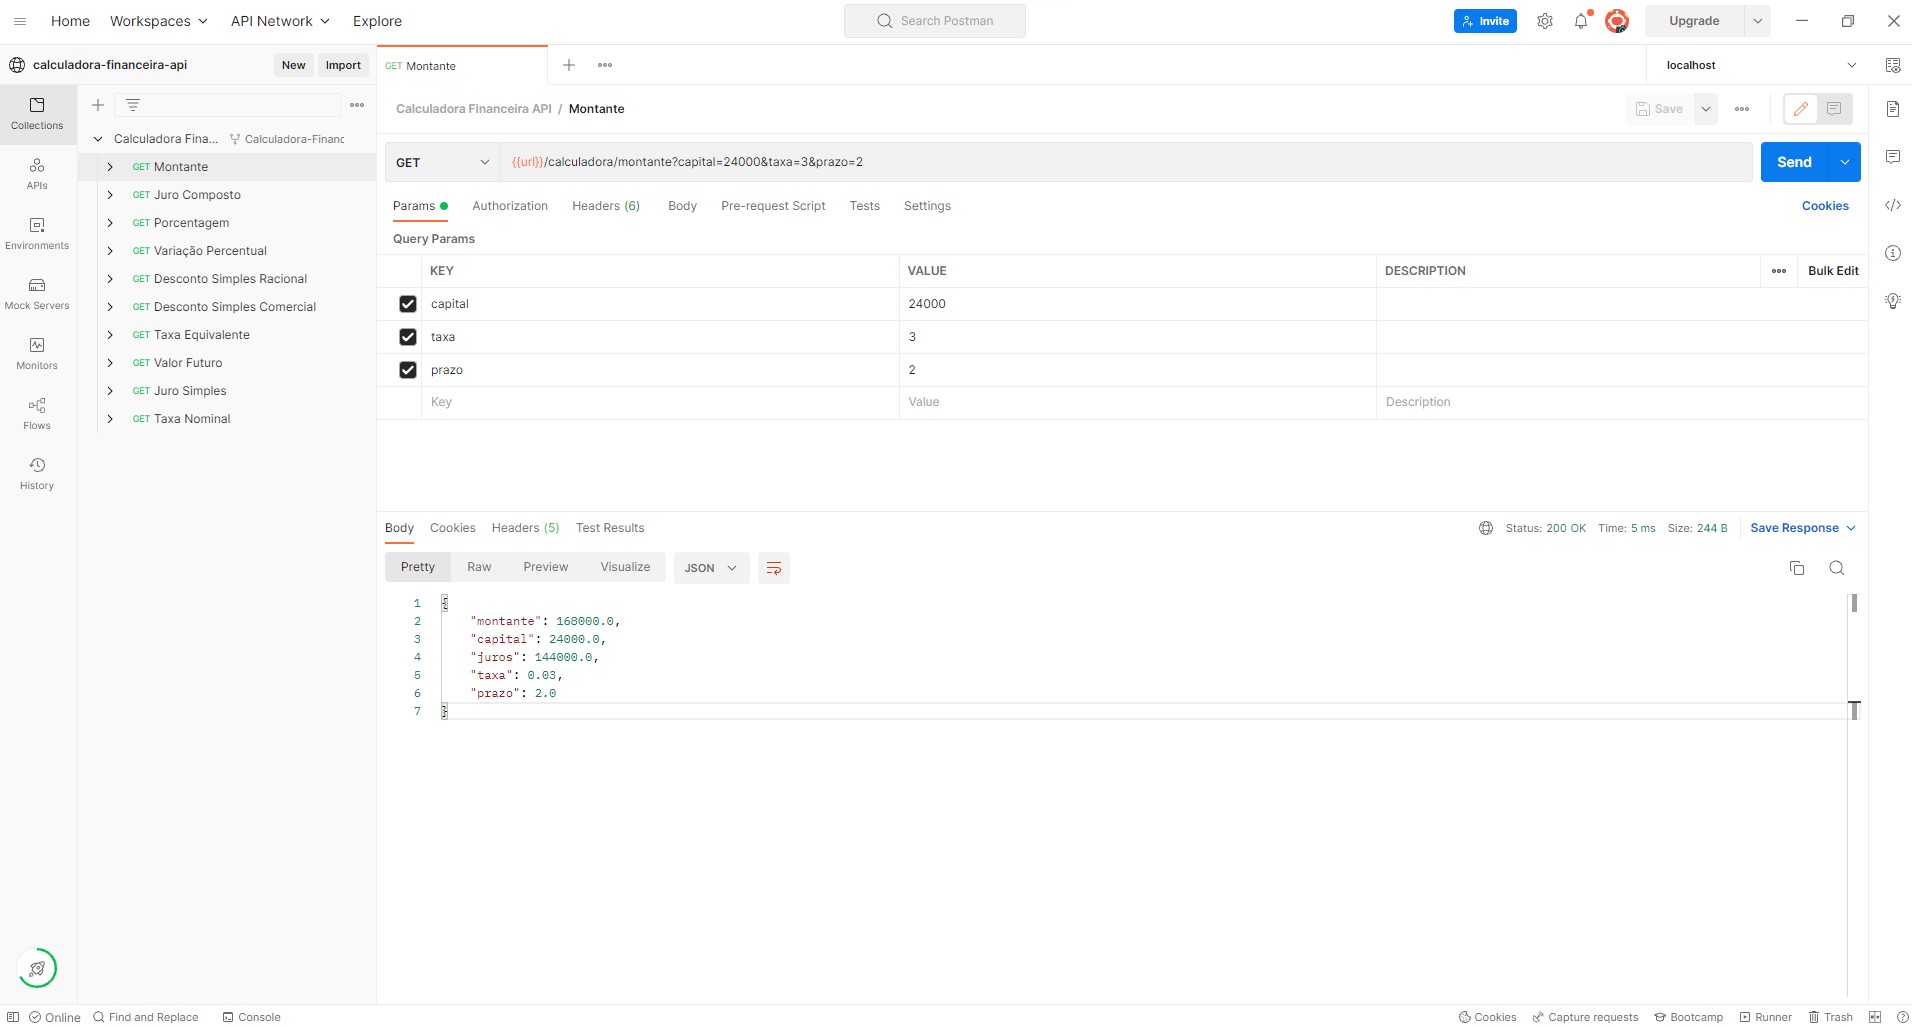 Home Workspaces API Network Explore Search Postman Invite Upgrade
calculadora-financeira-api New Import GET Montante localhost
Calculadora Financeira API / Montante Save
Collections
APIs
Environments
Mock Servers
Monitors
Flows
History
Calculadora Fina... Calculadora-Financ
GET Montante
GET Juro Composto
GET Porcentagem
GET Variação Percentual
GET Desconto Simples Racional
GET Desconto Simples Comercial
GET Taxa Equivalente
GET Valor Futuro
GET Juro Simples
GET Taxa Nominal
GET {{url}}/calculadora/montante?capital=24000&taxa=3&prazo=2 Send
Params Authorization Headers (6) Body Pre-request Script Tests Settings Cookies
Query Params
KEY VALUE DESCRIPTION Bulk Edit
capital 24000
taxa 3
prazo 2
Key Value Description
Body Cookies Headers (5) Test Results Status: 200 OK Time: 5 ms Size: 244 B Save Response
Pretty Raw Preview Visualize JSON
1 {
2 "montante": 168000.0,
3 "capital": 24000.0,
4 "juros": 144000.0,
5 "taxa": 0.03,
6 "prazo": 2.0
7 }
Online Find and Replace Console Cookies Capture requests Bootcamp Runner Trash